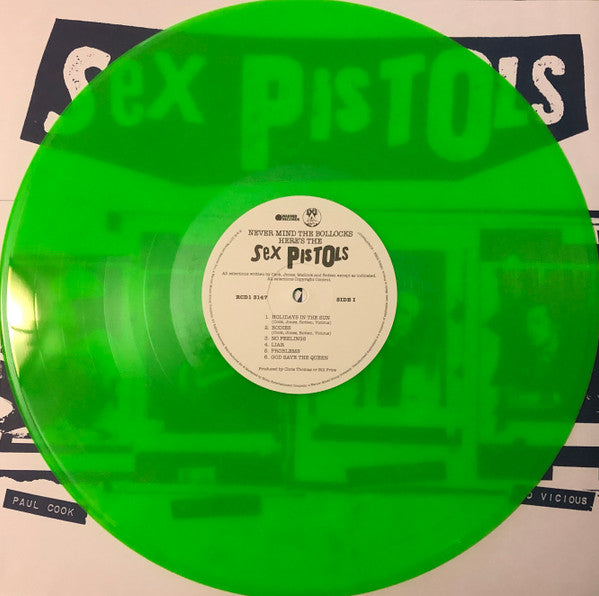 Sex PISTOLS
WARNER RECORDS
NEVER MIND THE BOLLOCKS
HERE'S THE
Sex PISTOLS
All selections written by Cook, Jones, Matlock and Rotten except as indicated.
All selections Copyright Control.
RCD1 3147
SIDE 1
1. HOLIDAYS IN THE SUN
(Cook, Jones, Rotten, Vicious)
2. BODIES
(Cook, Jones, Rotten, Vicious)
3. NO FEELINGS
4. LIAR
5. PROBLEMS
6. GOD SAVE THE QUEEN
Produced by Chris Thomas or Bill Price
PAUL COOK
VICIOUS